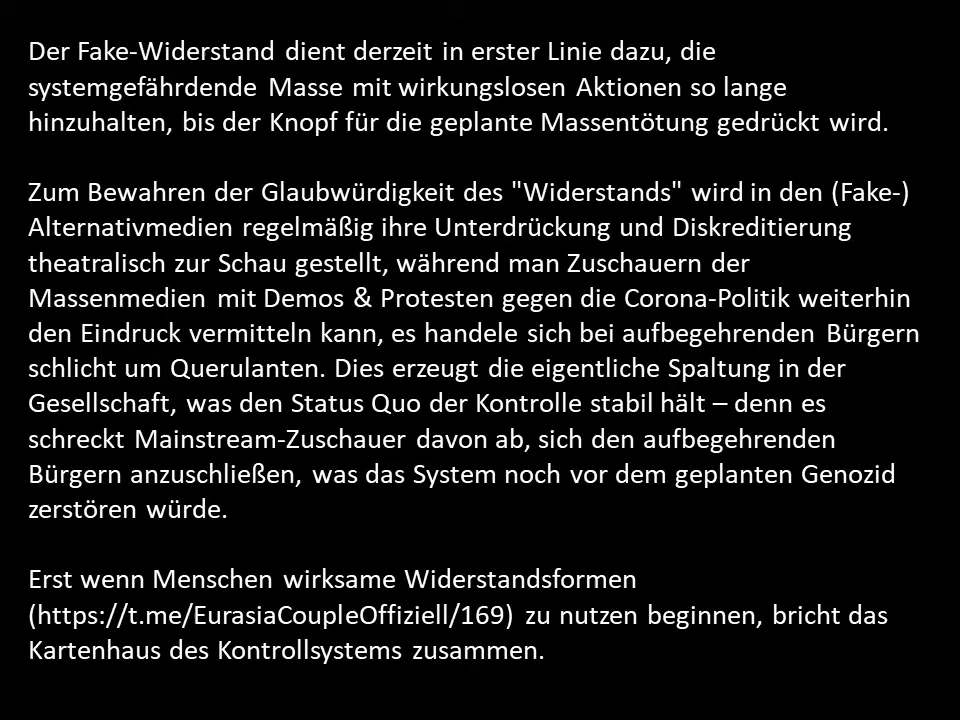 Der Fake-Widerstand dient derzeit in erster Linie dazu, die
systemgefährdende Masse mit wirkungslosen Aktionen so lange
hinzuhalten, bis der Knopf für die geplante Massentötung gedrückt wird.
Zum Bewahren der Glaubwürdigkeit des "Widerstands" wird in den (Fake-)
Alternativmedien regelmäßig ihre Unterdrückung und Diskreditierung
theatralisch zur Schau gestellt, während man Zuschauern der
Massenmedien mit Demos & Protesten gegen die Corona-Politik weiterhin
den Eindruck vermitteln kann, es handele sich bei aufbegehrenden Bürgern
schlicht um Querulanten. Dies erzeugt die eigentliche Spaltung in der
Gesellschaft, was den Status Quo der Kontrolle stabil hält – denn es
schreckt Mainstream-Zuschauer davon ab, sich den aufbegehrenden
Bürgern anzuschließen, was das System noch vor dem geplanten Genozid
zerstören würde.
Erst wenn Menschen wirksame Widerstandsformen
(https://t.me/EurasiaCoupleOffiziell/169) zu nutzen beginnen, bricht das
Kartenhaus des Kontrollsystems zusammen.